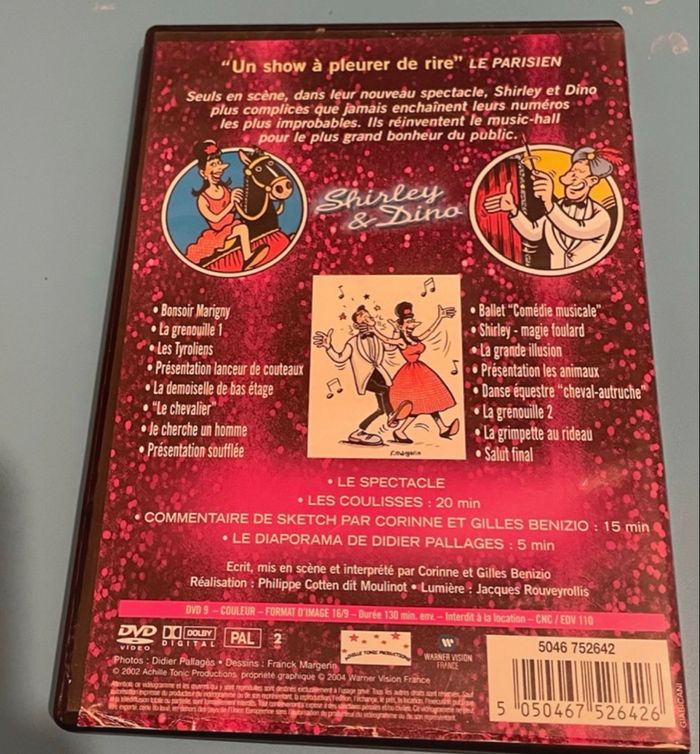 "Un show à pleurer de rire" LE PARISIEN
Seuls en scène, dans leur nouveau spectacle, Shirley et Dino
plus complices que jamais enchaînent leurs numéros
les plus improbables. Ils réinventent le music-hall
pour le plus grand bonheur du public.
Shirley
& Dino
• Bonsoir Marigny
• La grenouille 1
• Les Tyroliens
• Présentation lanceur de couteaux
• La demoiselle de bas étage
• "Le chevalier"
• Je cherche un homme
• Présentation soufflée
F. Margerin
• Ballet "Comédie musicale"
• Shirley - magie foulard
• La grande illusion
• Présentation les animaux
• Danse équestre "cheval-autruche"
• La grenouille 2
• La grimpette au rideau
• Salut final
• LE SPECTACLE
• LES COULISSES : 20 min
• COMMENTAIRE DE SKETCH PAR CORINNE ET GILLES BENIZIO : 15 min
• LE DIAPORAMA DE DIDIER PALLAGES : 5 min
Ecrit, mis en scène et interprété par Corinne et Gilles Benizio
Réalisation : Philippe Cotten dit Moulinot • Lumière : Jacques Rouveyrollis
DVD 9 – COULEUR – FORMAT D'IMAGE 16/9 – Durée 130 min. env. – Interdit à la location – CNC / EDV 110
DVD VIDEO
DOLBY DIGITAL
PAL
2
ACHILLE TONIC PRODUCTIONS
WARNER VISION
FRANCE
5046 752642
5 050467 526426
Photos : Didier Pallagès • Dessins : Franck Margerin
© 2002 Achille Tonic Productions, propriété graphique © 2004 Warner Vision France
GIABICANI